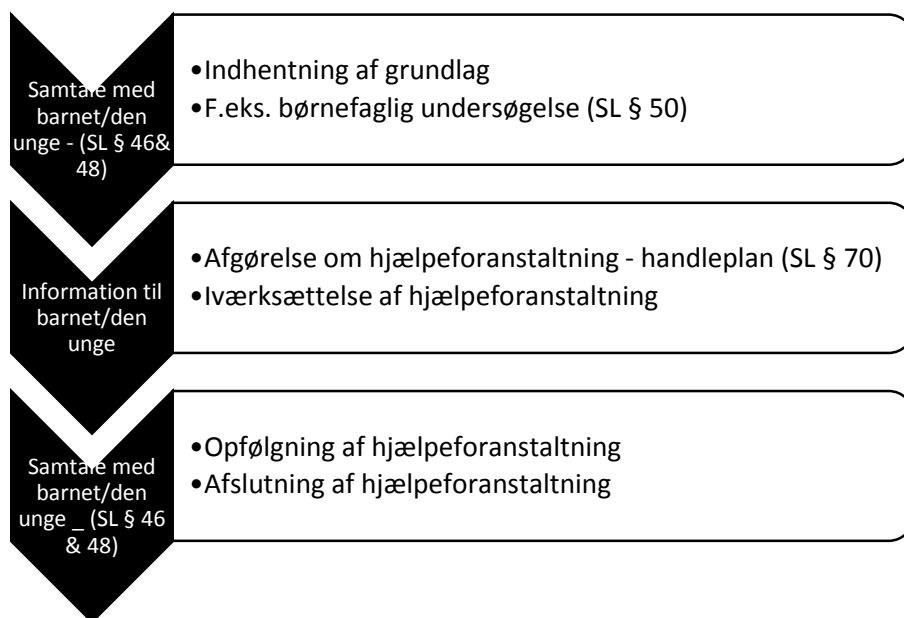 Samtale med
barnet/den
unge - (SL § 46&
48)
•Indhentning af grundlag
•F.eks. børnefaglig undersøgelse (SL § 50)
Information til
barnet/den
unge
•Afgørelse om hjælpeforanstaltning - handleplan (SL § 70)
•Iværksættelse af hjælpeforanstaltning
Samtale med
barnet/den
unge _ (SL § 46
& 48)
•Opfølgning af hjælpeforanstaltning
•Afslutning af hjælpeforanstaltning